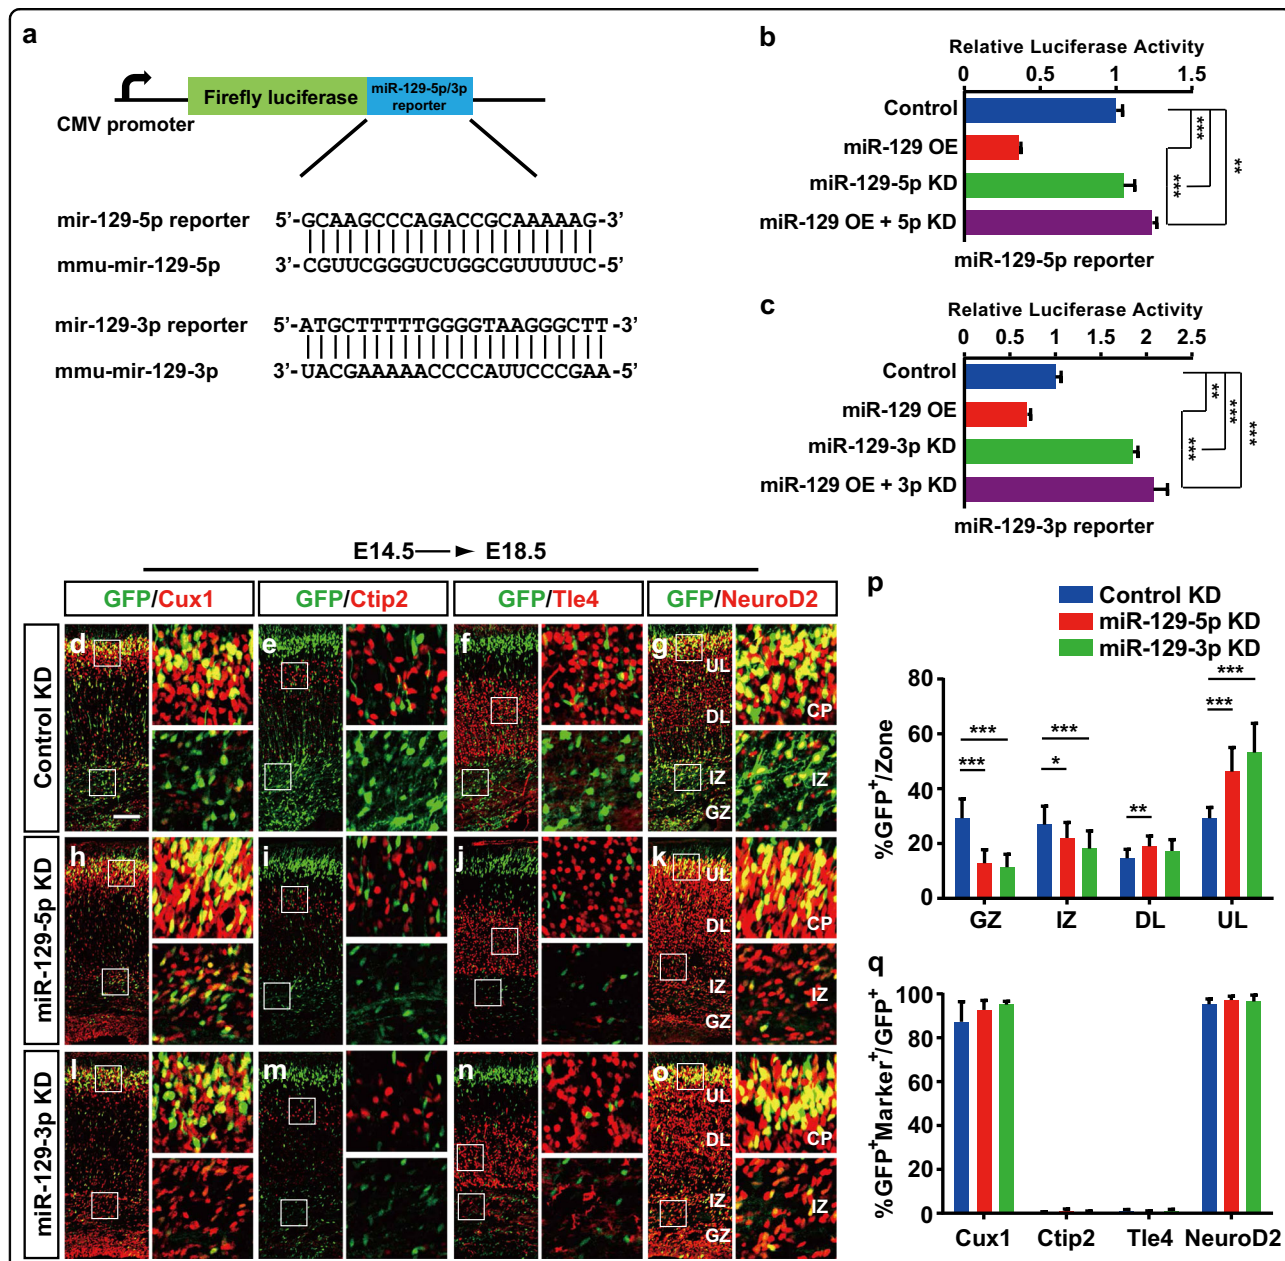 a
Firefly luciferase
miR-129-5p/3p
reporter
CMV promoter
mir-129-5p reporter 5'-GCAAGCCCAGACCGCAAAAAG-3'
mmu-mir-129-5p 3'-CGUUCGGGUCUGGCGUUUUUC-5'
mir-129-3p reporter 5'-ATGCTTTTTGGGGTAAGGGCTT-3'
mmu-mir-129-3p 3'-UACGAAAAACCCCAUUCCCGAA-5'
b
Relative Luciferase Activity
0 0.5 1 1.5
Control
miR-129 OE
miR-129-5p KD
miR-129 OE + 5p KD
*** *** **
miR-129-5p reporter
c
Relative Luciferase Activity
0 0.5 1 1.5 2 2.5
Control
miR-129 OE
miR-129-3p KD
miR-129 OE + 3p KD
*** ** *** ***
miR-129-3p reporter
E14.5 E18.5
GFP/Cux1 GFP/Ctip2 GFP/Tle4 GFP/NeuroD2
Control KD
d e f g
UL
DL
IZ
GZ
CP
IZ
miR-129-5p KD
h i j k
UL
DL
IZ
GZ
CP
IZ
miR-129-3p KD
l m n o
UL
DL
IZ
GZ
CP
IZ
p
Control KD
miR-129-5p KD
miR-129-3p KD
%GFP+/Zone
80
60
40
20
0
*** *** *** * ** *** ***
GZ IZ DL UL
q
%GFP+Marker+/GFP+
100
80
60
40
20
0
Cux1 Ctip2 Tle4 NeuroD2